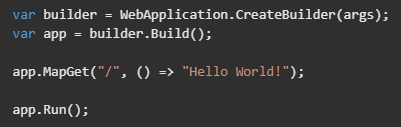 var builder = WebApplication.CreateBuilder(args);
var app = builder.Build();
app.MapGet("/", () => "Hello World!");
app.Run();